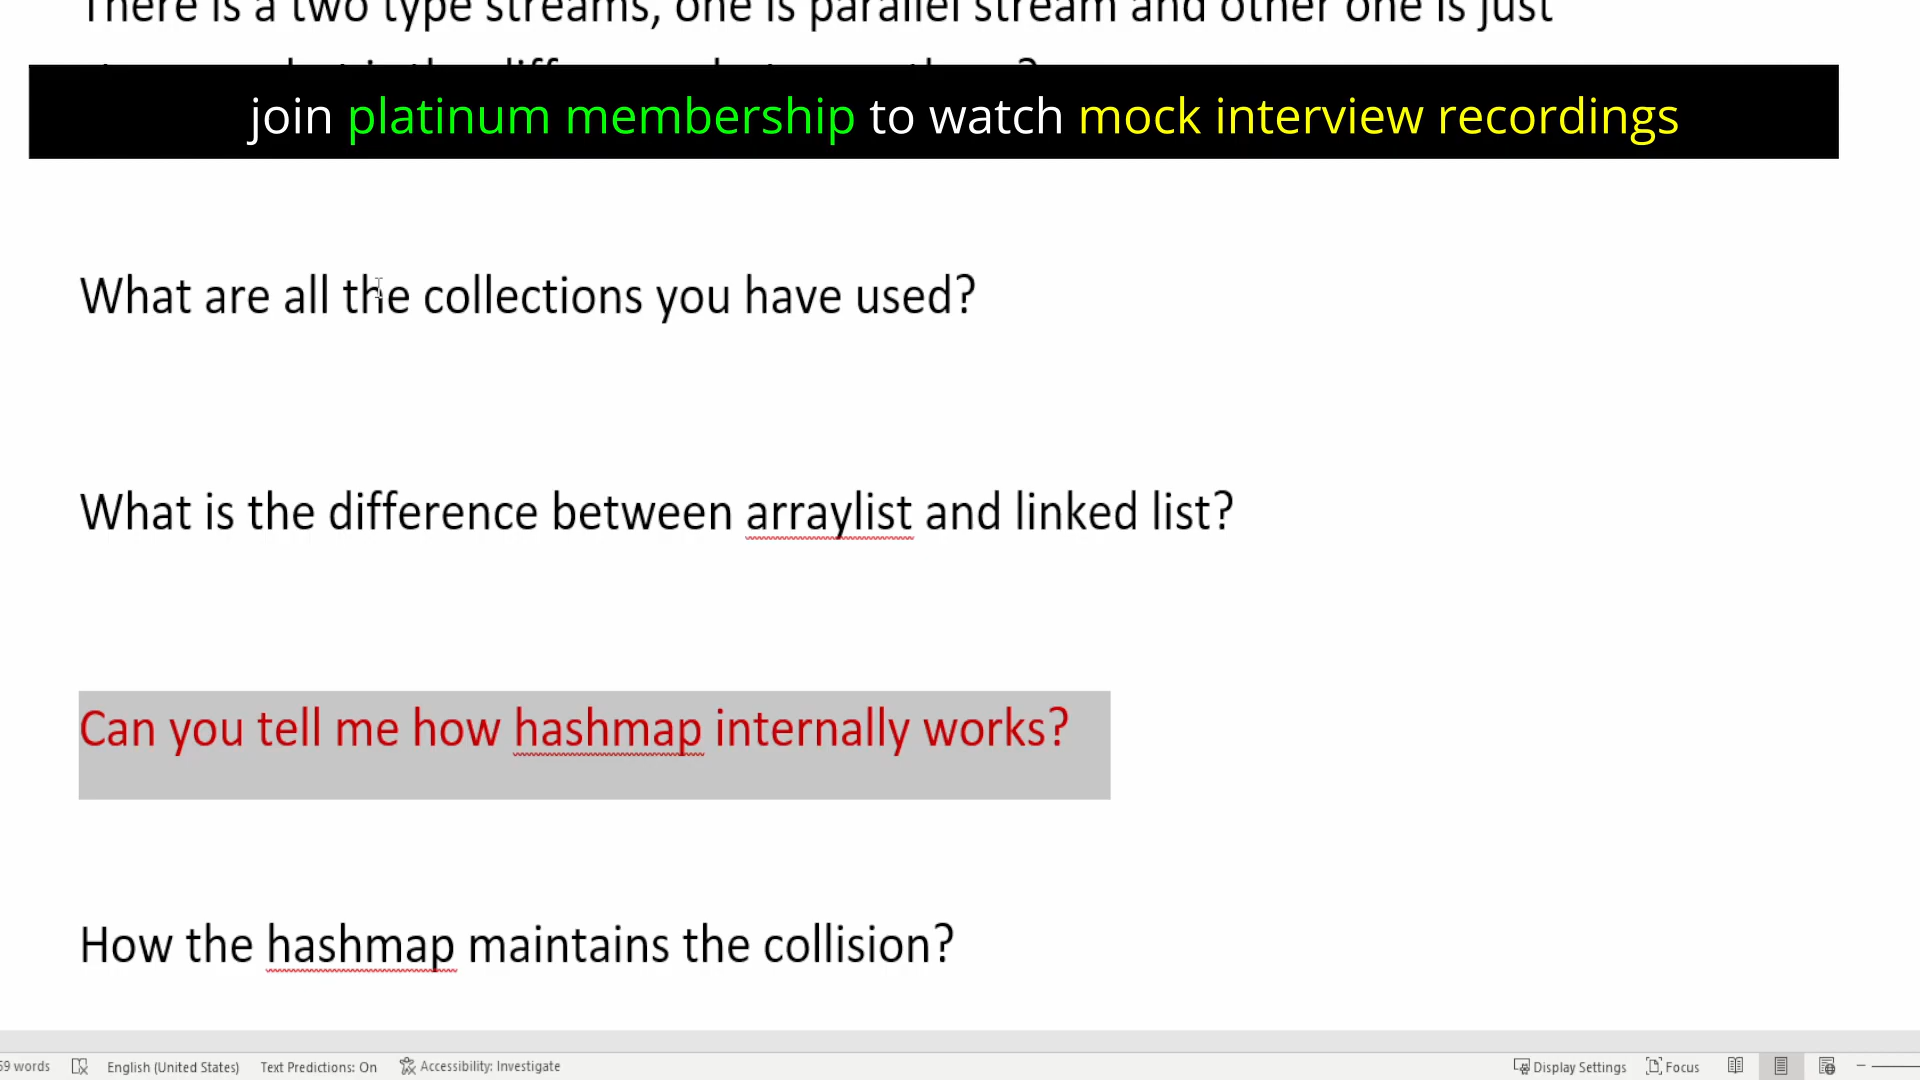 There is a two type streams, one is parallel stream and other one is just
join platinum membership to watch mock interview recordings
What are all the collections you have used?
What is the difference between arraylist and linked list?
Can you tell me how hashmap internally works?
How the hashmap maintains the collision?
59 words English (United States) Text Predictions: On Accessibility: Investigate Display Settings Focus